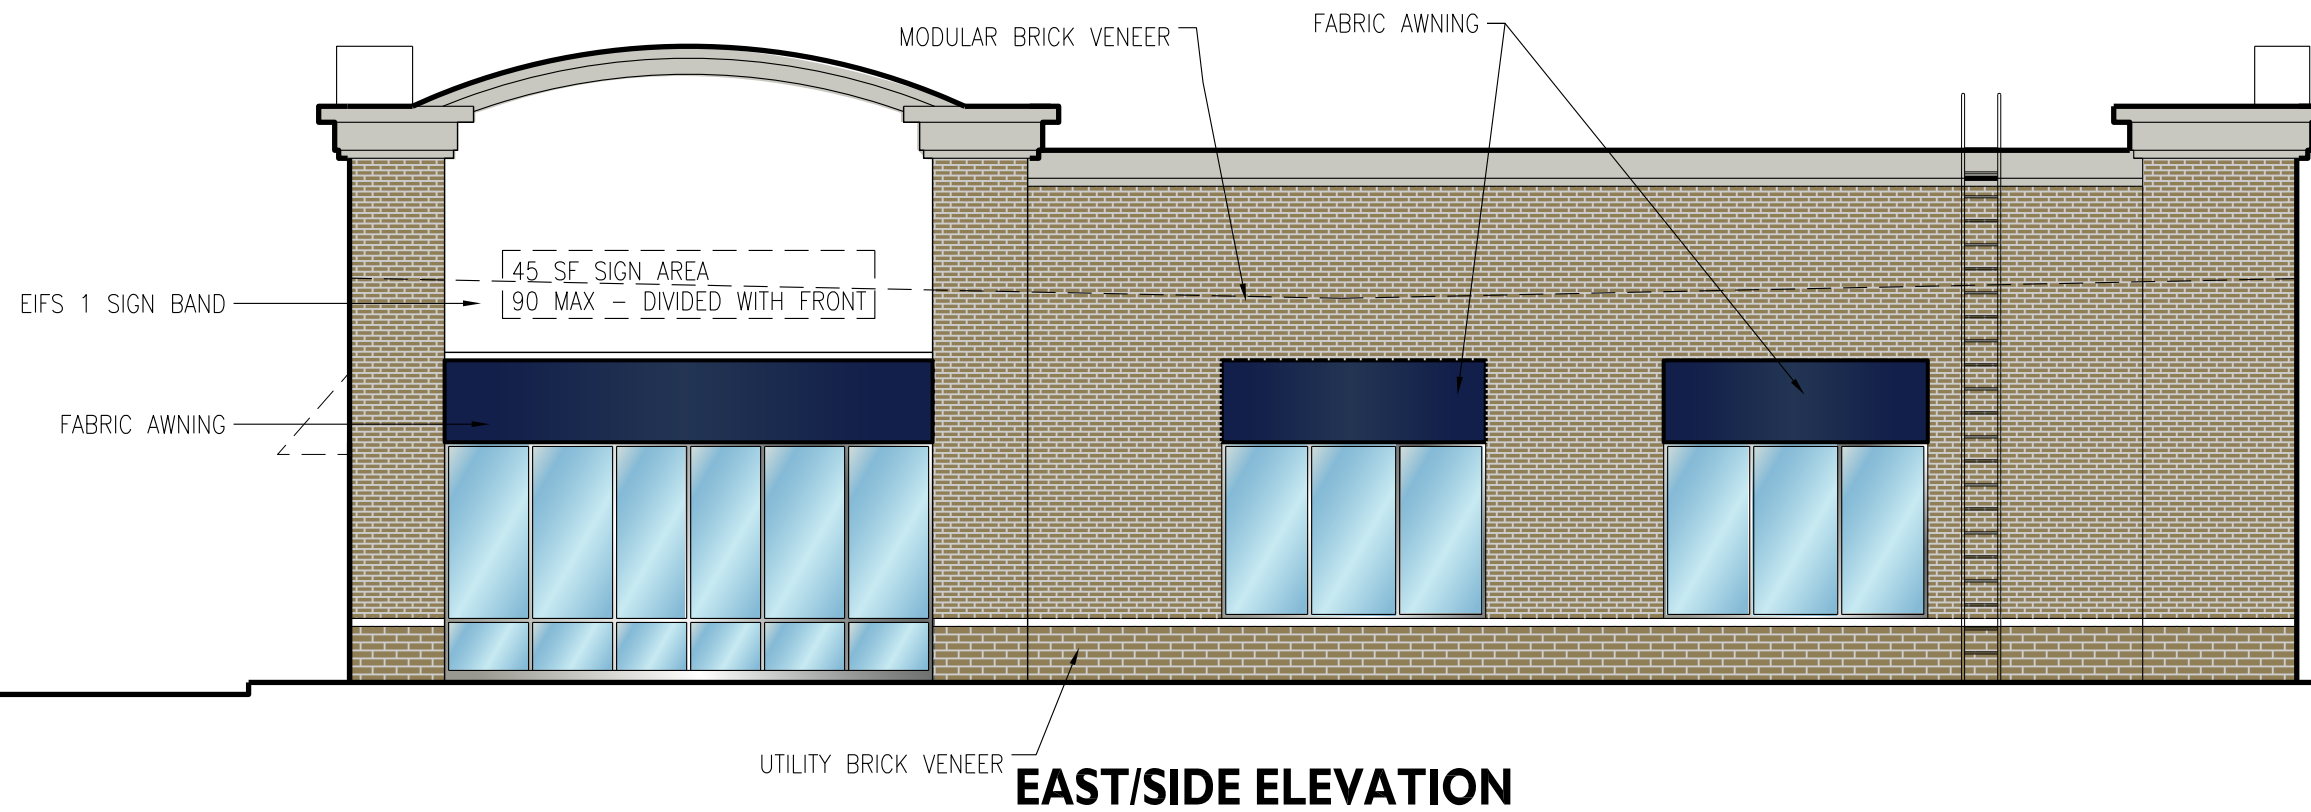 FABRIC AWNING
MODULAR BRICK VENEER
45 SF SIGN AREA
90 MAX - DIVIDED WITH FRONT
EIFS 1 SIGN BAND
FABRIC AWNING
UTILITY BRICK VENEER
EAST/SIDE ELEVATION